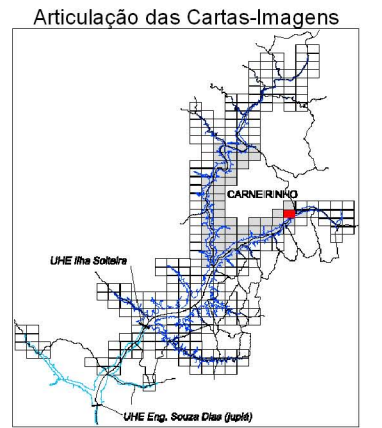 Articulação das Cartas-Imagens
CARNEIRINHO
UHE Ilha Solteira
UHE Eng. Souza Dias (jupiá)